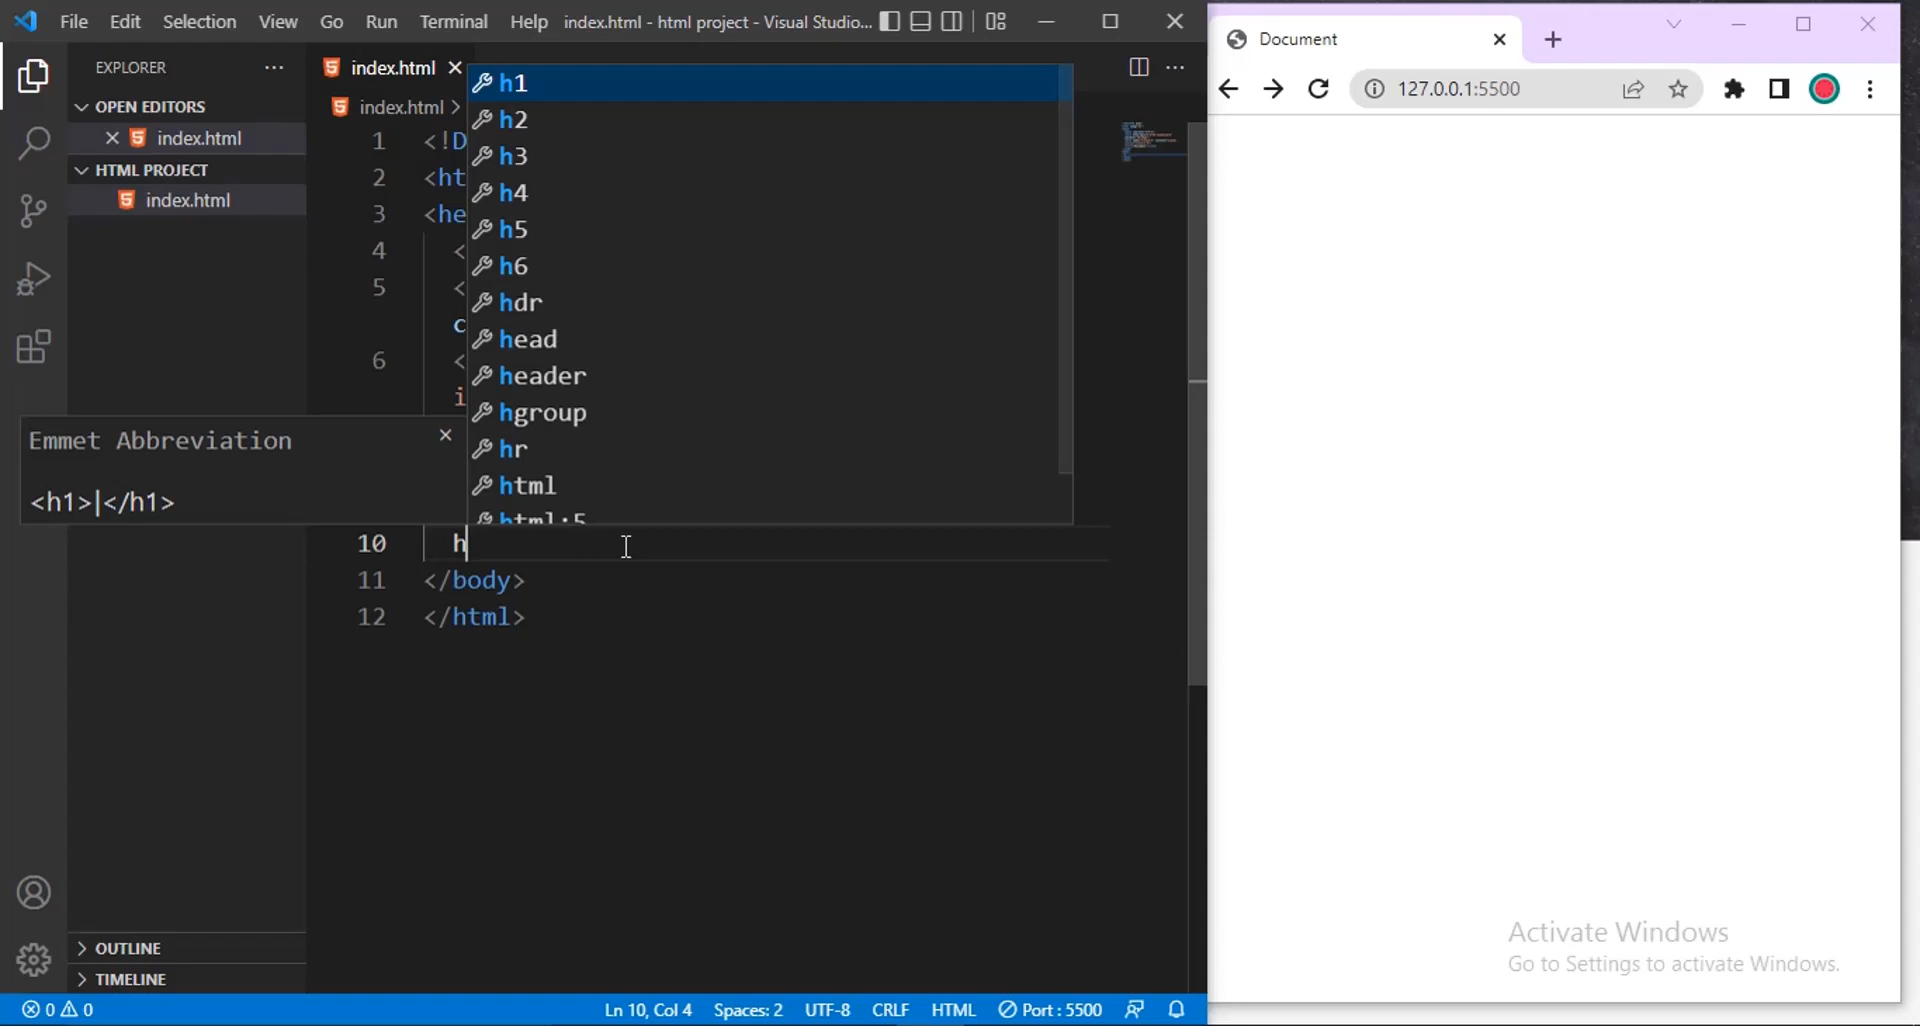 File Edit Selection View Go Run Terminal Help index.html - html project - Visual Studio...
EXPLORER ...
OPEN EDITORS
index.html
HTML PROJECT
index.html
OUTLINE
TIMELINE
index.html
index.html >
1 <!D
2 <ht
3 <he
4 <
5 <
c
6 <
i
h1
h2
h3
h4
h5
h6
hdr
head
header
hgroup
hr
html
html:5
Emmet Abbreviation
<h1>|</h1>
10 h
11 </body>
12 </html>
0 0 Ln 10, Col 4 Spaces: 2 UTF-8 CRLF HTML Port : 5500
Document
127.0.0.1:5500
Activate Windows
Go to Settings to activate Windows.